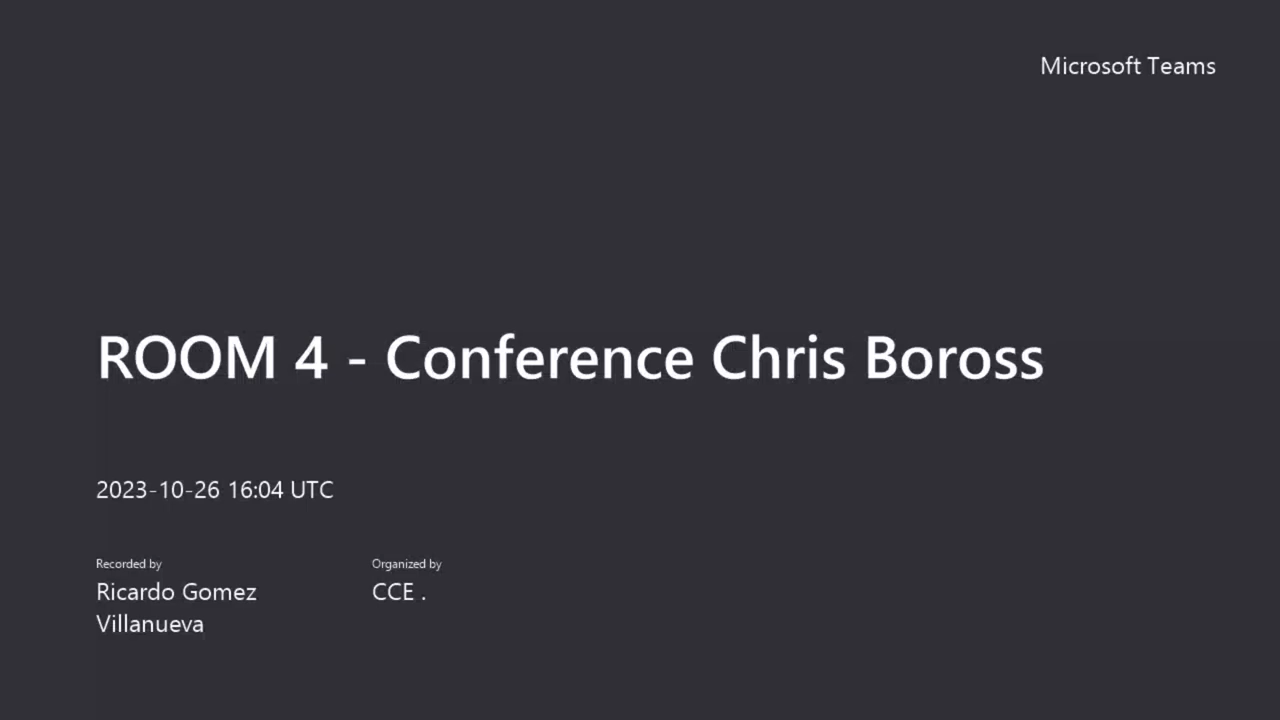 Microsoft Teams
ROOM 4 - Conference Chris Boross
2023-10-26 16:04 UTC
Recorded by
Ricardo Gomez
Villanueva
Organized by
CCE .